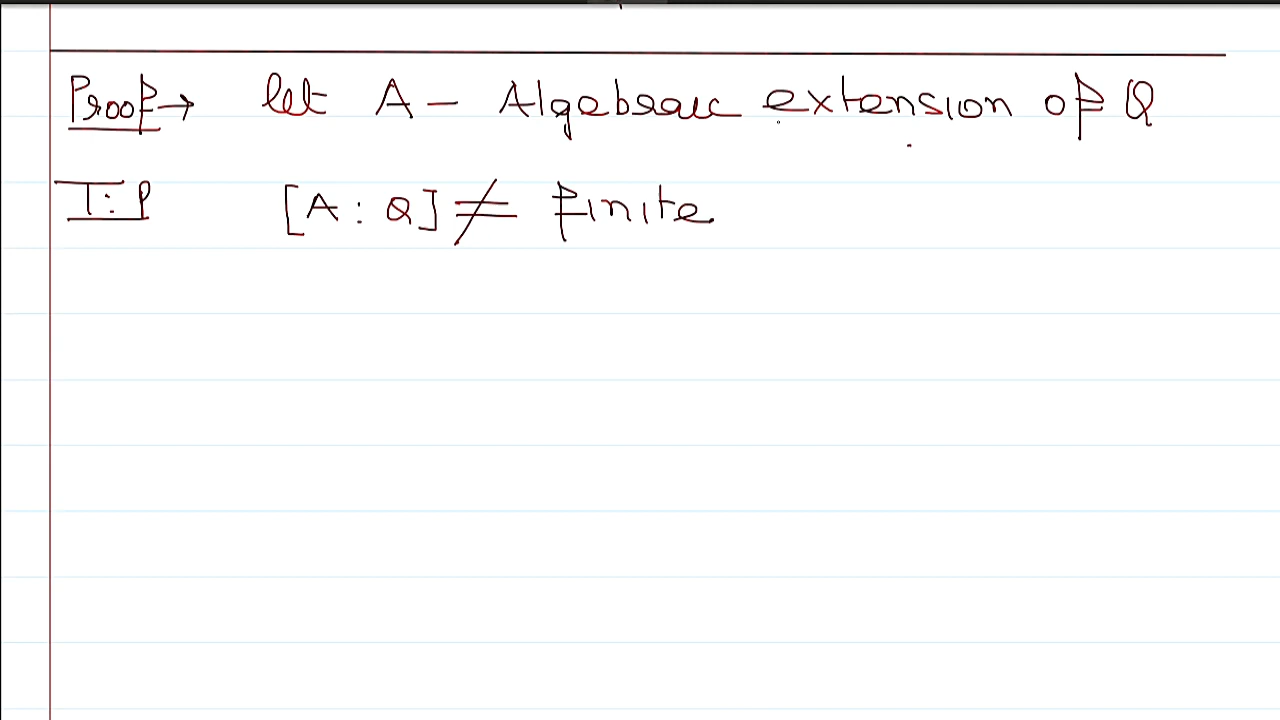 Proof → let A - Algebraic extension of Q
T:P [A : Q] ≠ finite